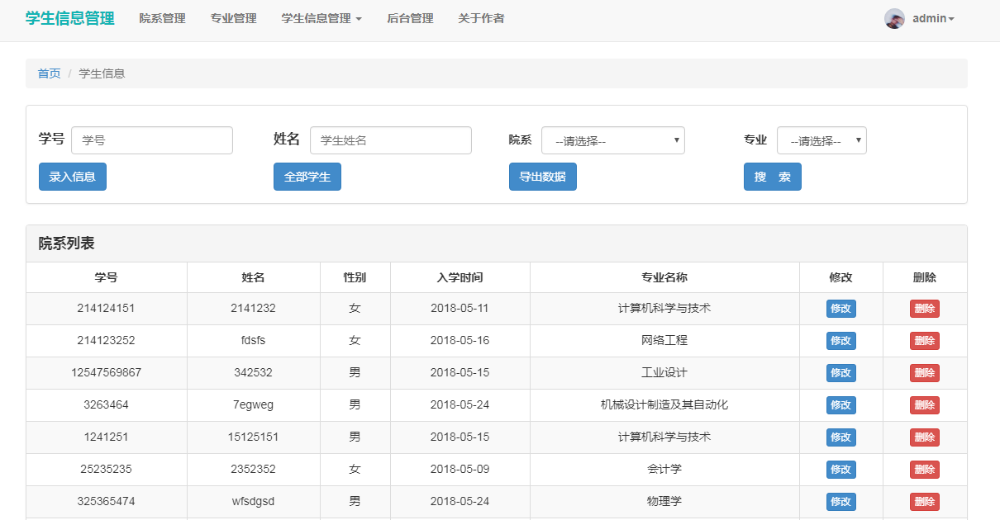 学生信息管理 院系管理 专业管理 学生信息管理 后台管理 关于作者 admin
首页 / 学生信息
学号 学号 姓名 学生姓名 院系 --请选择-- 专业 --请选择--
录入信息 全部学生 导出数据 搜 索
院系列表
学号 姓名 性别 入学时间 专业名称 修改 删除
214124151 2141232 女 2018-05-11 计算机科学与技术 修改 删除
214123252 fdsfs 女 2018-05-16 网络工程 修改 删除
12547569867 342532 男 2018-05-15 工业设计 修改 删除
3263464 7egweg 男 2018-05-24 机械设计制造及其自动化 修改 删除
1241251 15125151 男 2018-05-15 计算机科学与技术 修改 删除
25235235 2352352 女 2018-05-09 会计学 修改 删除
325365474 wfsdgsd 男 2018-05-24 物理学 修改 删除